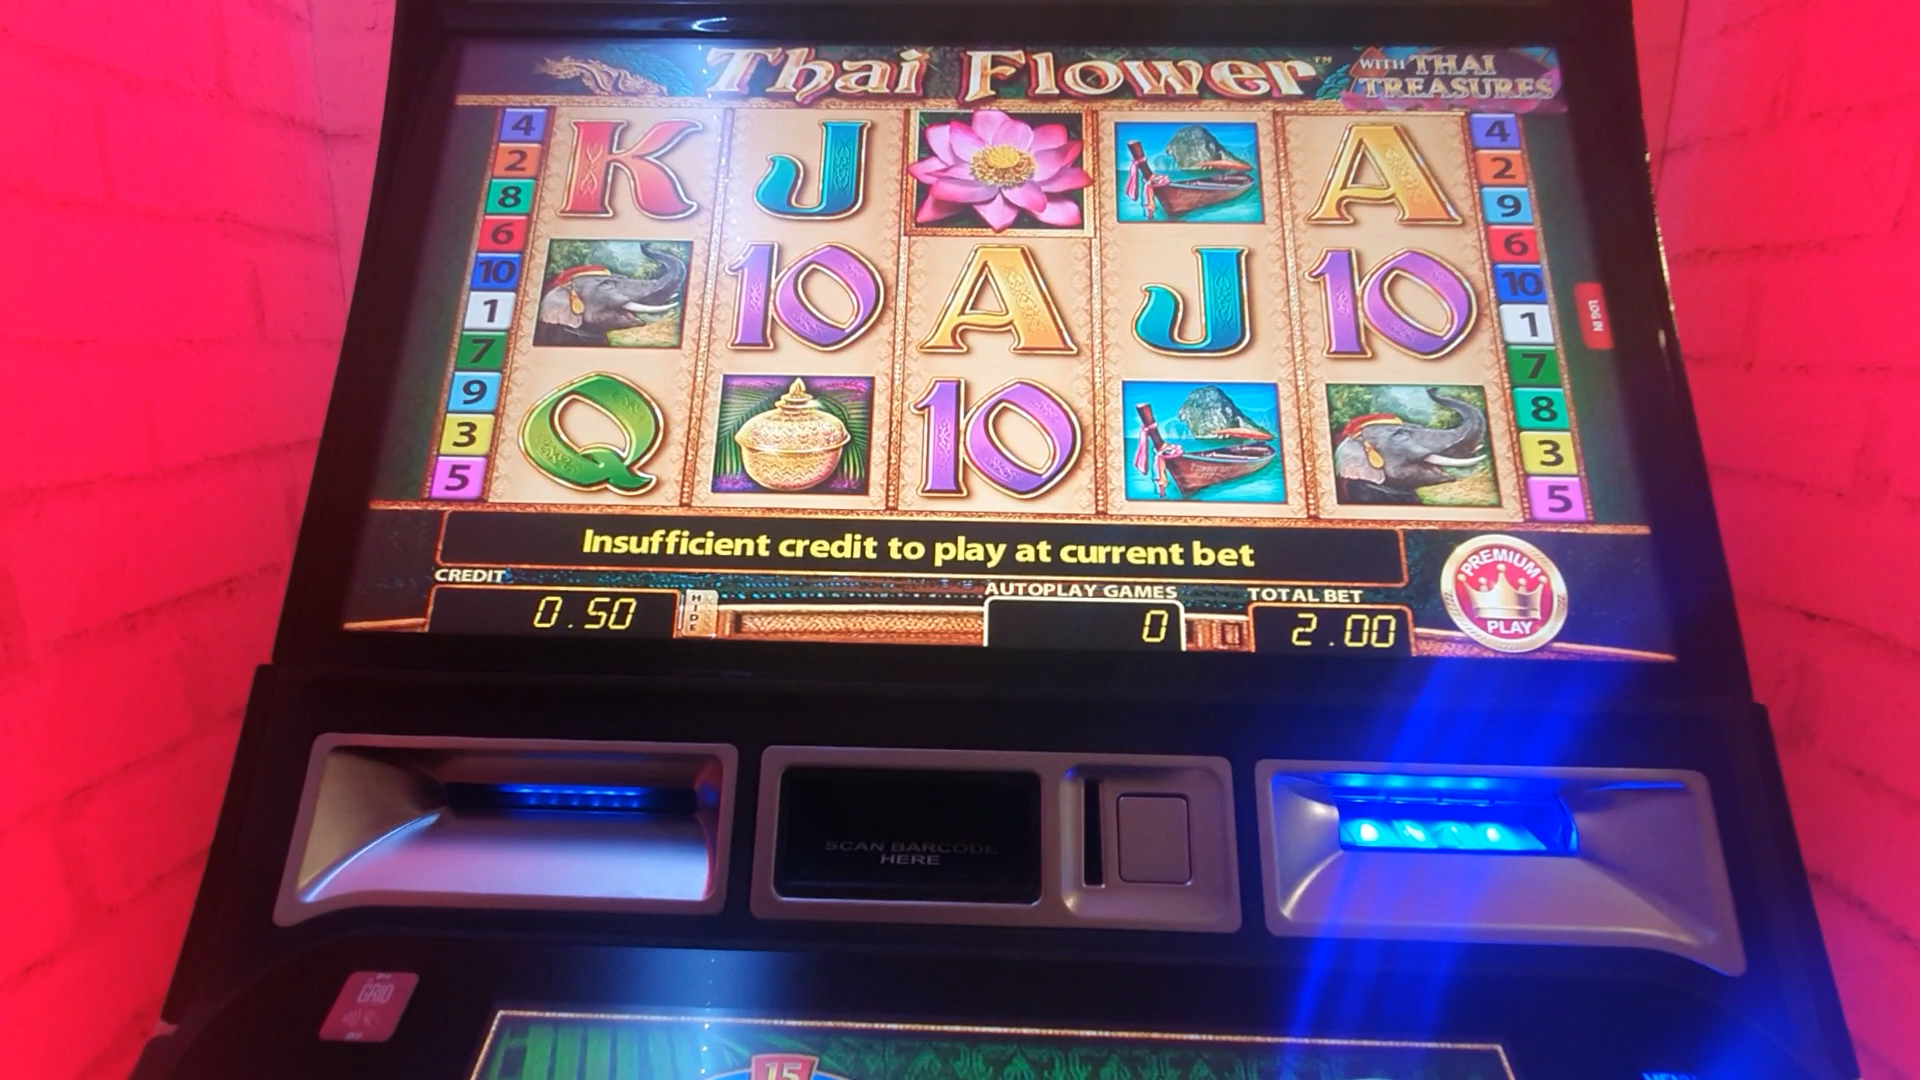 Thai Flower™
WITH THAI
TREASURES
4 K J A 4
2 2
8 9
6 6
10 10 A J 10 10
1 1
7 7
9 8
3 Q 10 3
5 5
LOG IN
Insufficient credit to play at current bet
CREDIT AUTOPLAY GAMES TOTAL BET
0.50 HIDE 0 2.00
PREMIUM
PLAY
SCAN BARCODE
HERE
GRID
15